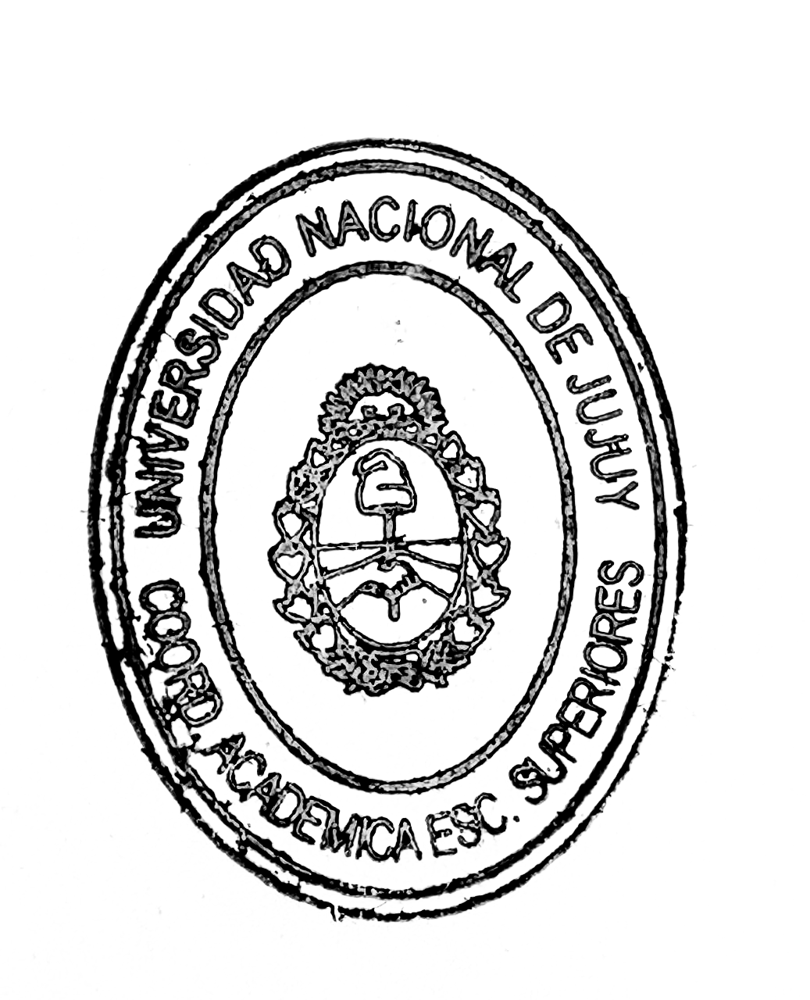 UNIVERSIDAD NACIONAL DE JUJUY
COORD. ACADEMICA ESC. SUPERIORES